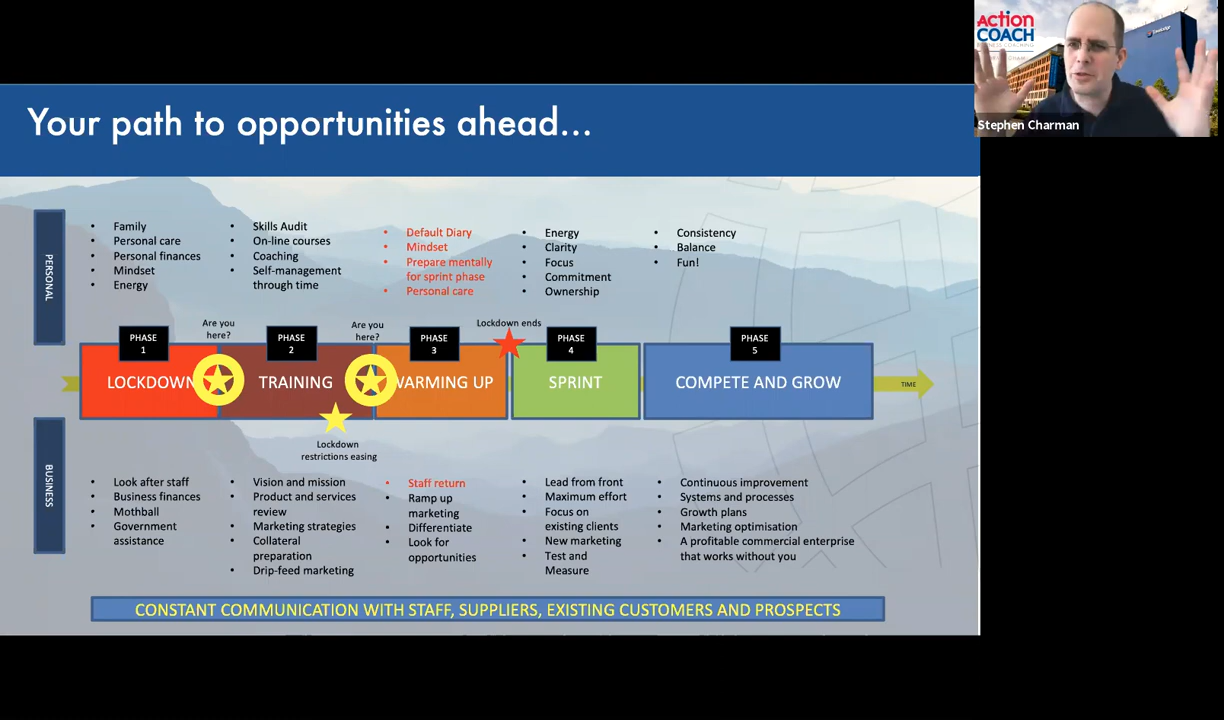 Your path to opportunities ahead...
ACTION
COACH
BUSINESS COACHING
Stephen Charman
PERSONAL
• Family
• Personal care
• Personal finances
• Mindset
• Energy
• Skills Audit
• On-line courses
• Coaching
• Self-management
through time
• Default Diary
• Mindset
• Prepare mentally
for sprint phase
• Personal care
• Energy
• Clarity
• Focus
• Commitment
• Ownership
• Consistency
• Balance
• Fun!
Are you
here?
Are you
here?
Lockdown ends
PHASE
1
PHASE
2
PHASE
3
PHASE
4
PHASE
5
LOCKDOWN
TRAINING
WARMING UP
SPRINT
COMPETE AND GROW
TIME
Lockdown
restrictions easing
BUSINESS
• Look after staff
• Business finances
• Mothball
• Government
assistance
• Vision and mission
• Product and services
review
• Marketing strategies
• Collateral
preparation
• Drip-feed marketing
• Staff return
• Ramp up
marketing
• Differentiate
• Look for
opportunities
• Lead from front
• Maximum effort
• Focus on
existing clients
• New marketing
• Test and
Measure
• Continuous improvement
• Systems and processes
• Growth plans
• Marketing optimisation
• A profitable commercial enterprise
that works without you
CONSTANT COMMUNICATION WITH STAFF, SUPPLIERS, EXISTING CUSTOMERS AND PROSPECTS